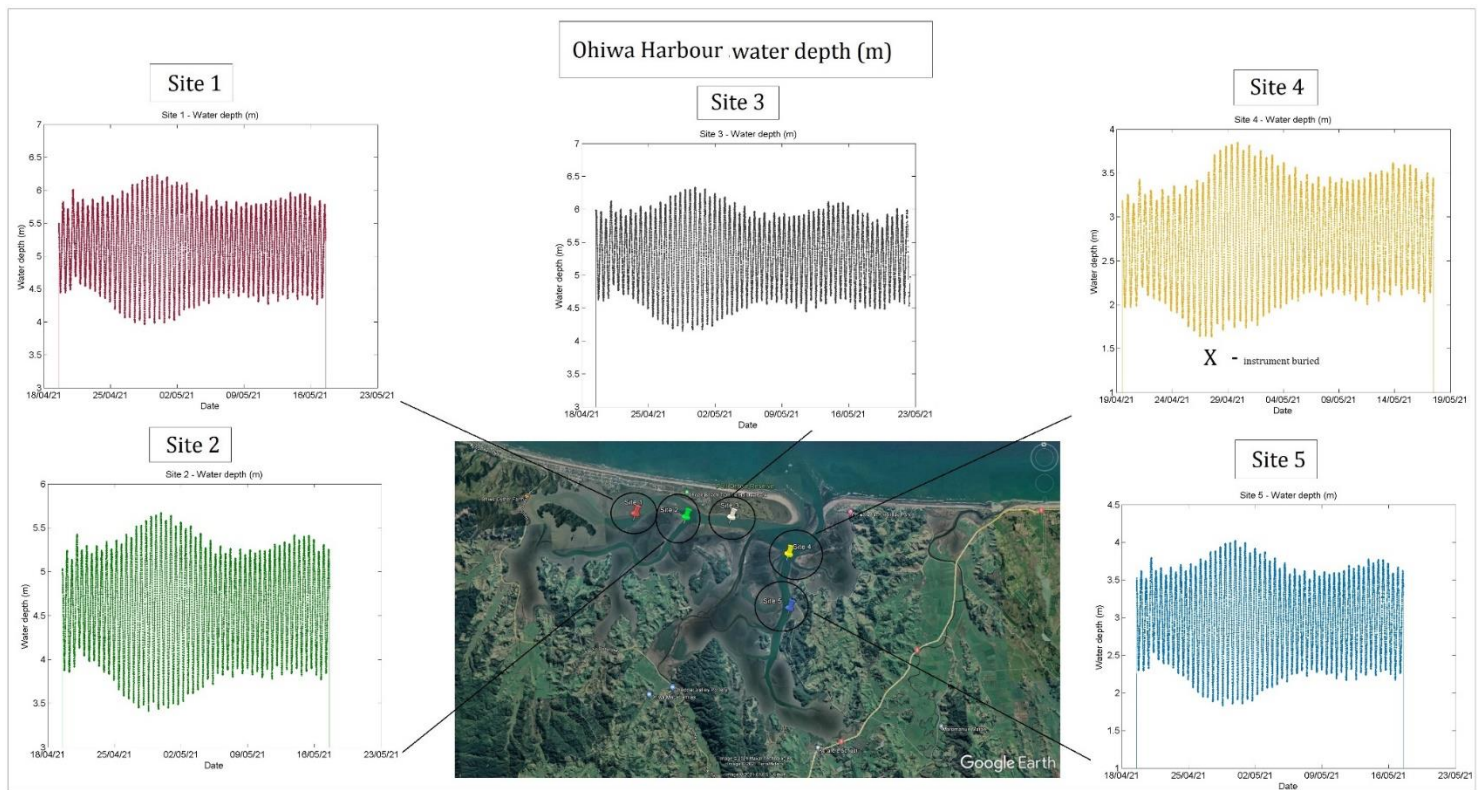 Ohiwa Harbour water depth (m)
Site 1
Site 1 - Water depth (m)
7
6.5
6
5.5
5
4.5
4
3.5
3
Water depth (m)
18/04/21 25/04/21 02/05/21 09/05/21 16/05/21 23/05/21
Date
Site 3
Site 3 - Water depth (m)
7
6.5
6
5.5
5
4.5
4
3.5
3
Water depth (m)
18/04/21 25/04/21 02/05/21 09/05/21 16/05/21 23/05/21
Date
Site 4
Site 4 - Water depth (m)
4
3.5
3
2.5
2
1.5
1
Water depth (m)
X - instrument buried
19/04/21 24/04/21 29/04/21 04/05/21 09/05/21 14/05/21 19/05/21
Date
Site 2
Site 2 - Water depth (m)
6
5.5
5
4.5
4
3.5
3
Water depth (m)
18/04/21 25/04/21 02/05/21 09/05/21 16/05/21 23/05/21
Date
Site 2
Site 4
Site 5
Google Earth
Site 5
Site 5 - Water depth (m)
4.5
4
3.5
3
2.5
2
1.5
1
Water depth (m)
18/04/21 25/04/21 02/05/21 09/05/21 16/05/21 23/05/21
Date